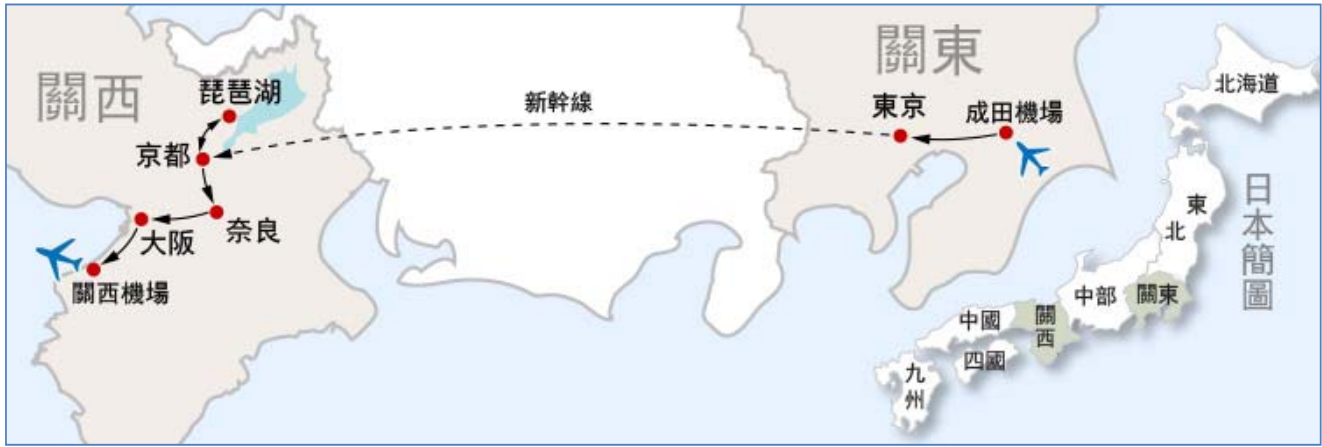 關西
琵琶湖
京都
奈良
大阪
關西機場
新幹線
關東
東京
成田機場
日本簡圖
北海道
東北
中部
關東
關西
中國
四國
九州